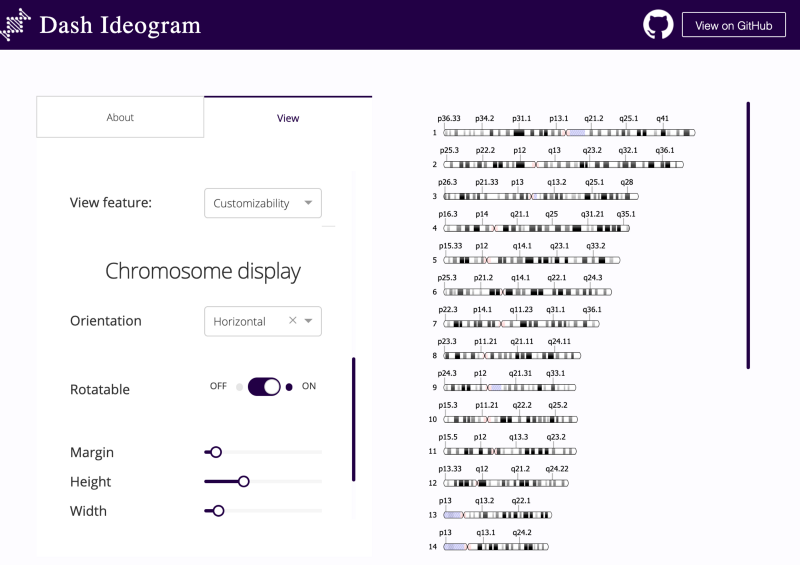 Dash Ideogram
View on GitHub
About
View
View feature:
Customizability
Chromosome display
Orientation
Horizontal
Rotatable
OFF
ON
Margin
Height
Width
p36.33 p34.2 p31.1 p13.1 q21.2 q25.1 q41
1
p25.3 p22.2 p12 q13 q23.2 q32.1 q36.1
2
p26.3 p21.33 p13 q13.2 q25.1 q28
3
p16.3 p14 q21.1 q25 q31.21 q35.1
4
p15.33 p12 q14.1 q23.1 q33.2
5
p25.3 p21.2 q14.1 q22.1 q24.3
6
p22.3 p14.1 q11.23 q31.1 q36.1
7
p23.3 p11.21 q21.11 q24.11
8
p24.3 p12 q21.31 q33.1
9
p15.3 p11.21 q22.2 q25.2
10
p15.5 p12 q13.3 q23.2
11
p13.33 q12 q21.2 q24.22
12
p13 q13.2 q22.1
13
p13 q13.1 q24.2
14